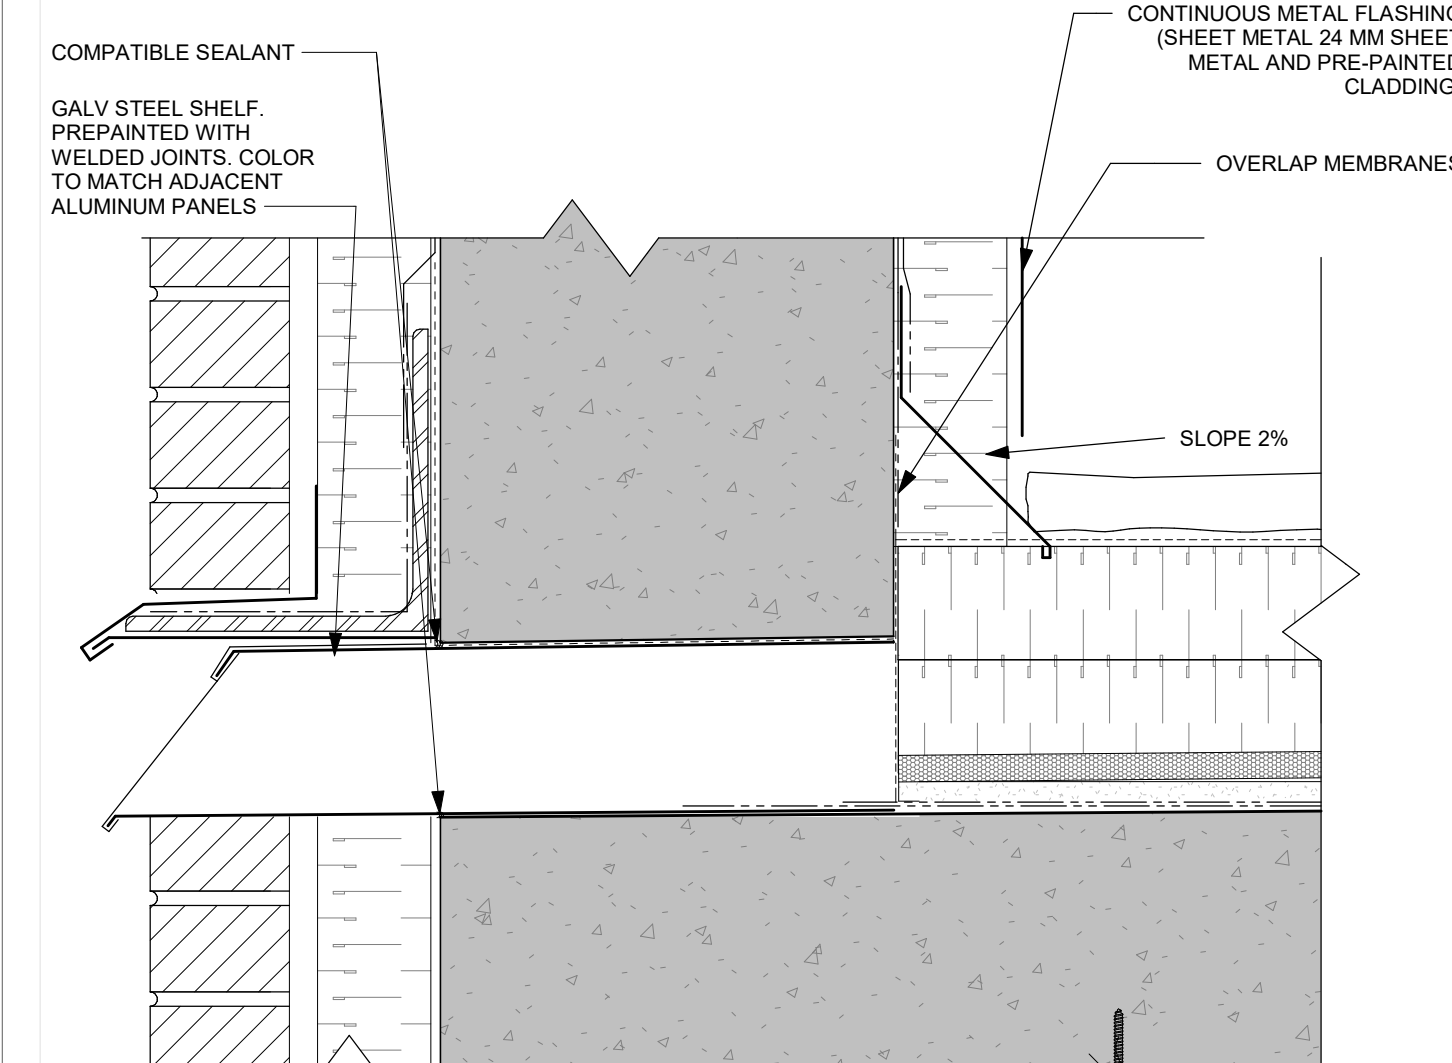 COMPATIBLE SEALANT
GALV STEEL SHELF.
PREPAINTED WITH
WELDED JOINTS. COLOR
TO MATCH ADJACENT
ALUMINUM PANELS
CONTINUOUS METAL FLASHING
(SHEET METAL 24 MM SHEET
METAL AND PRE-PAINTED
CLADDING
OVERLAP MEMBRANES
SLOPE 2%